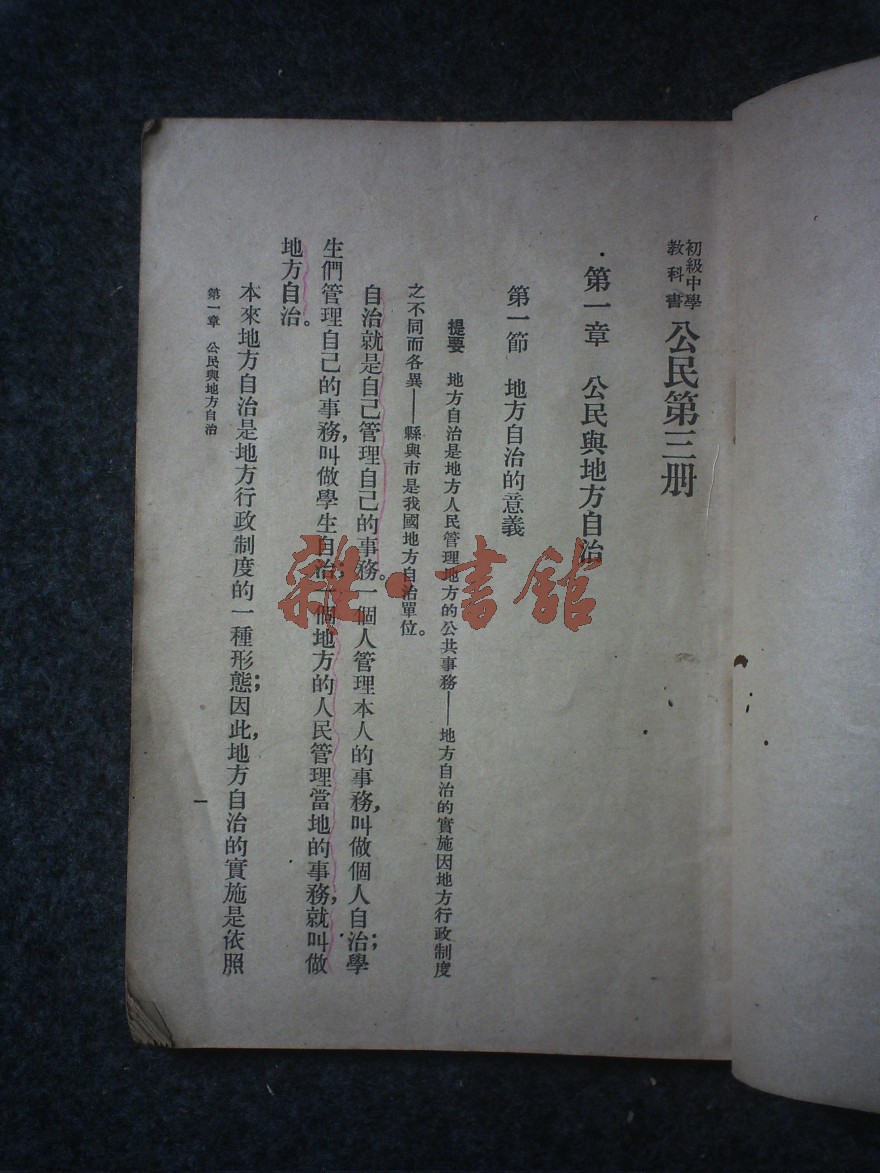 初級中學
教科書
公民第三册
第一章　公民與地方自治
第一節　地方自治的意義
提要　地方自治是地方人民管理地方的公共事務——地方自治的實施因地方行政制度
之不同而各異——縣與市是我國地方自治單位。
自治就是自己管理自己的事務。一個人管理本人的事務，叫做個人自治；學
生們管理自己的事務，叫做學生自治；一個地方的人民管理當地的事務，就叫做
地方自治。
本來地方自治是地方行政制度的一種形態；因此，地方自治的實施是依照
第一章　公民與地方自治
一
雜·書館